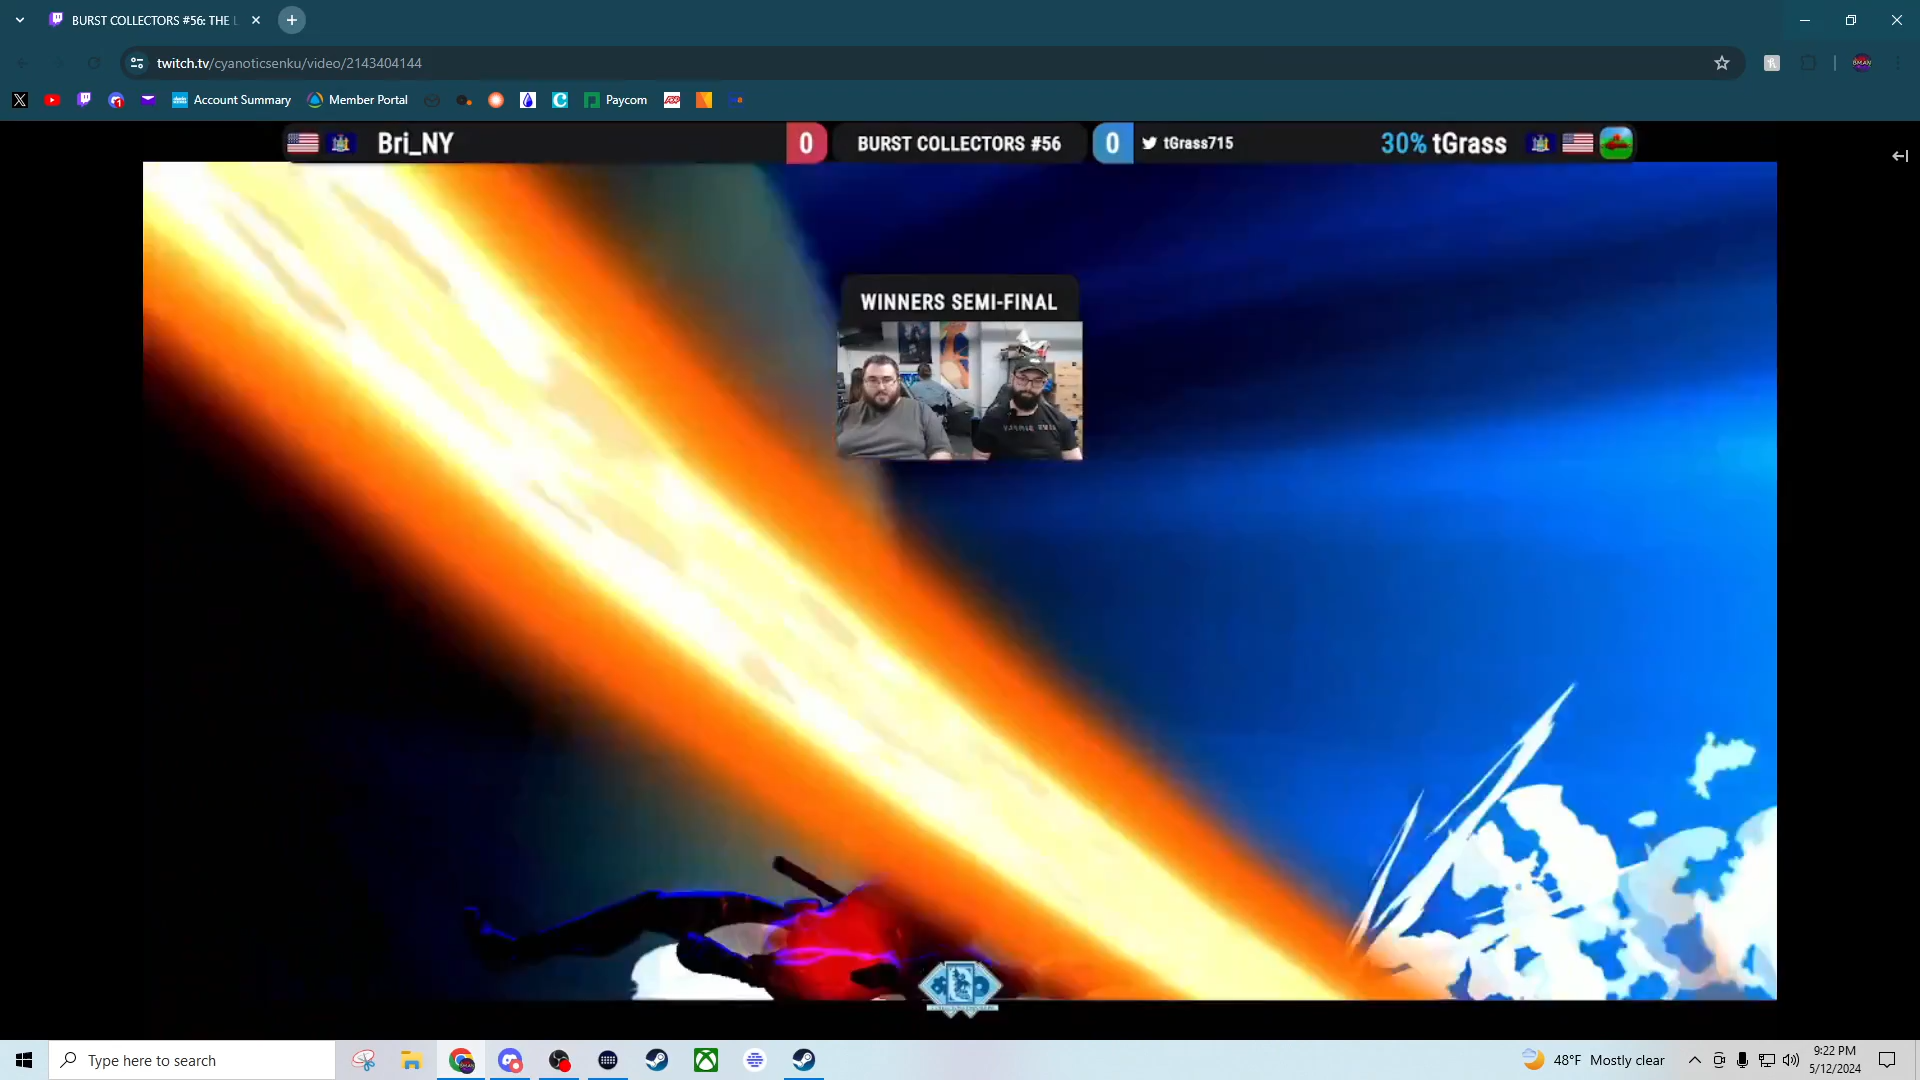 BURST COLLECTORS #56: THE L
twitch.tv/cyanoticsenku/video/2143404144
Account Summary
Member Portal
Paycom
Bri_NY
0
BURST COLLECTORS #56
0
tGrass715
30% tGrass
WINNERS SEMI-FINAL
Type here to search
48°F Mostly clear
9:22 PM
5/12/2024